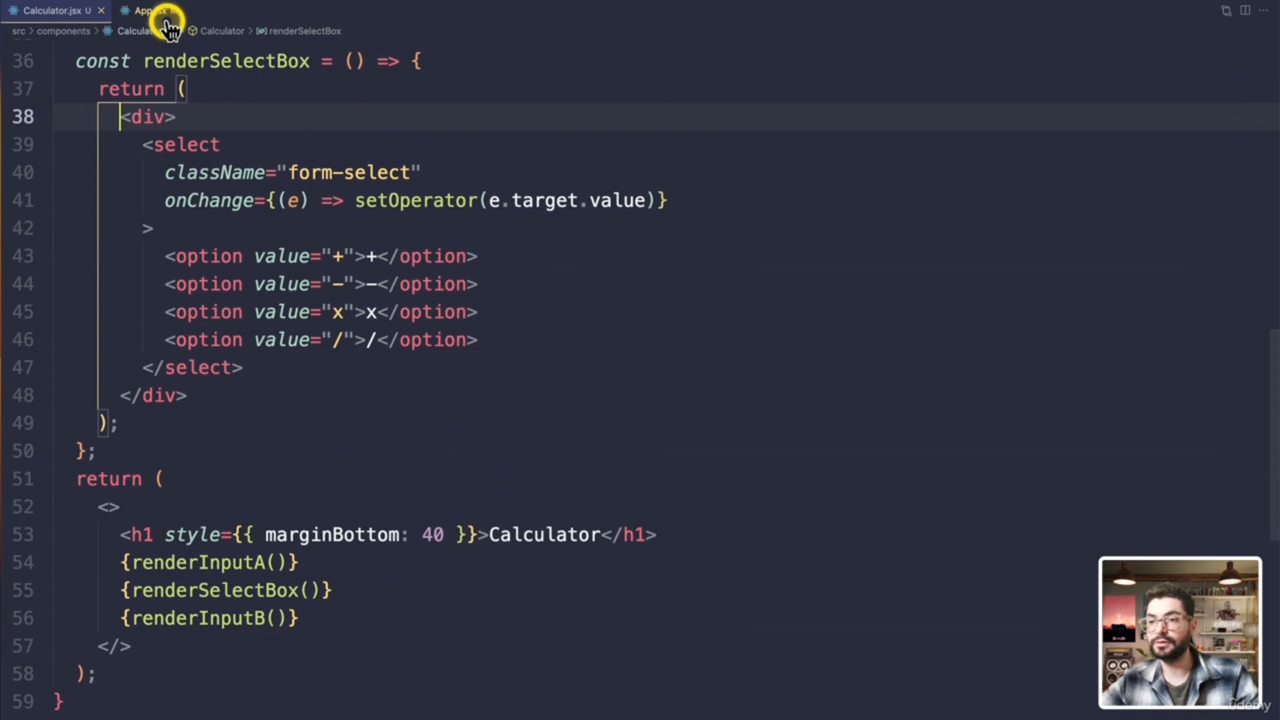 Calculator.jsx U × App
src > components > Calcula > Calculator > renderSelectBox
36 const renderSelectBox = () => {
37 return (
38 <div>
39 <select
40 className="form-select"
41 onChange={(e) => setOperator(e.target.value)}
42 >
43 <option value="+">+</option>
44 <option value="-">-</option>
45 <option value="x">x</option>
46 <option value="/">/</option>
47 </select>
48 </div>
49 );
50 };
51 return (
52 <>
53 <h1 style={{ marginBottom: 40 }}>Calculator</h1>
54 {renderInputA()}
55 {renderSelectBox()}
56 {renderInputB()}
57 </>
58 );
59 }
udemy